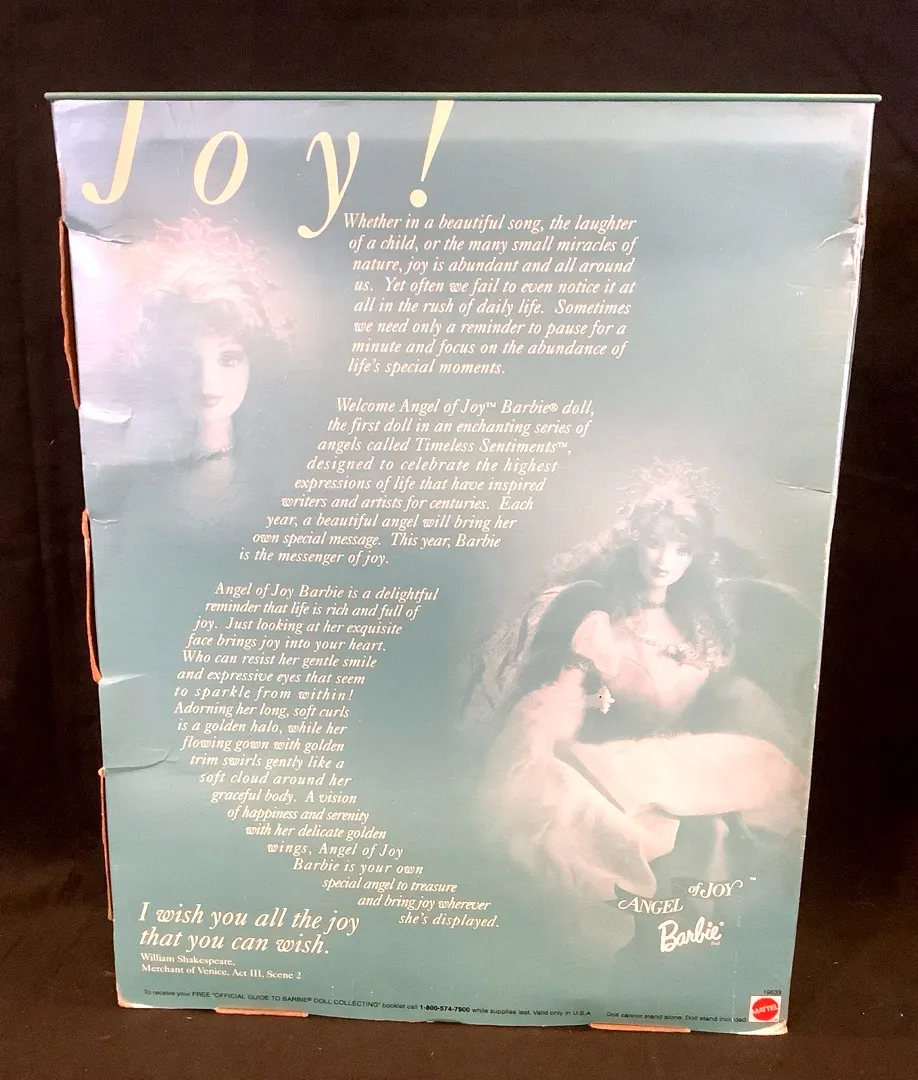 Joy!
Whether in a beautiful song, the laughter
of a child, or the many small miracles of
nature, joy is abundant and all around
us. Yet often we fail to even notice it at
all in the rush of daily life. Sometimes
we need only a reminder to pause for a
minute and focus on the abundance of
life's special moments.
Welcome Angel of Joy™ Barbie® doll,
the first doll in an enchanting series of
angels called Timeless Sentiments™,
designed to celebrate the highest
expressions of life that have inspired
writers and artists for centuries. Each
year, a beautiful angel will bring her
own special message. This year, Barbie
is the messenger of joy.
Angel of Joy Barbie is a delightful
reminder that life is rich and full of
joy. Just looking at her exquisite
face brings joy into your heart.
Who can resist her gentle smile
and expressive eyes that seem
to sparkle from within!
Adorning her long, soft curls
is a golden halo, while her
flowing gown with golden
trim swirls gently like a
soft cloud around her
graceful body. A vision
of happiness and serenity
with her delicate golden
wings, Angel of Joy
Barbie is your own
special angel to treasure
and bring joy wherever
she's displayed.
I wish you all the joy
that you can wish.
William Shakespeare,
Merchant of Venice, Act III, Scene 2
ANGEL of JOY™
Barbie®
To receive your FREE "OFFICIAL GUIDE TO BARBIE® DOLL COLLECTING" booklet call 1-800-574-7900 while supplies last. Valid only in U.S.A.
Doll cannot stand alone. Doll stand included.
19633
MATTEL